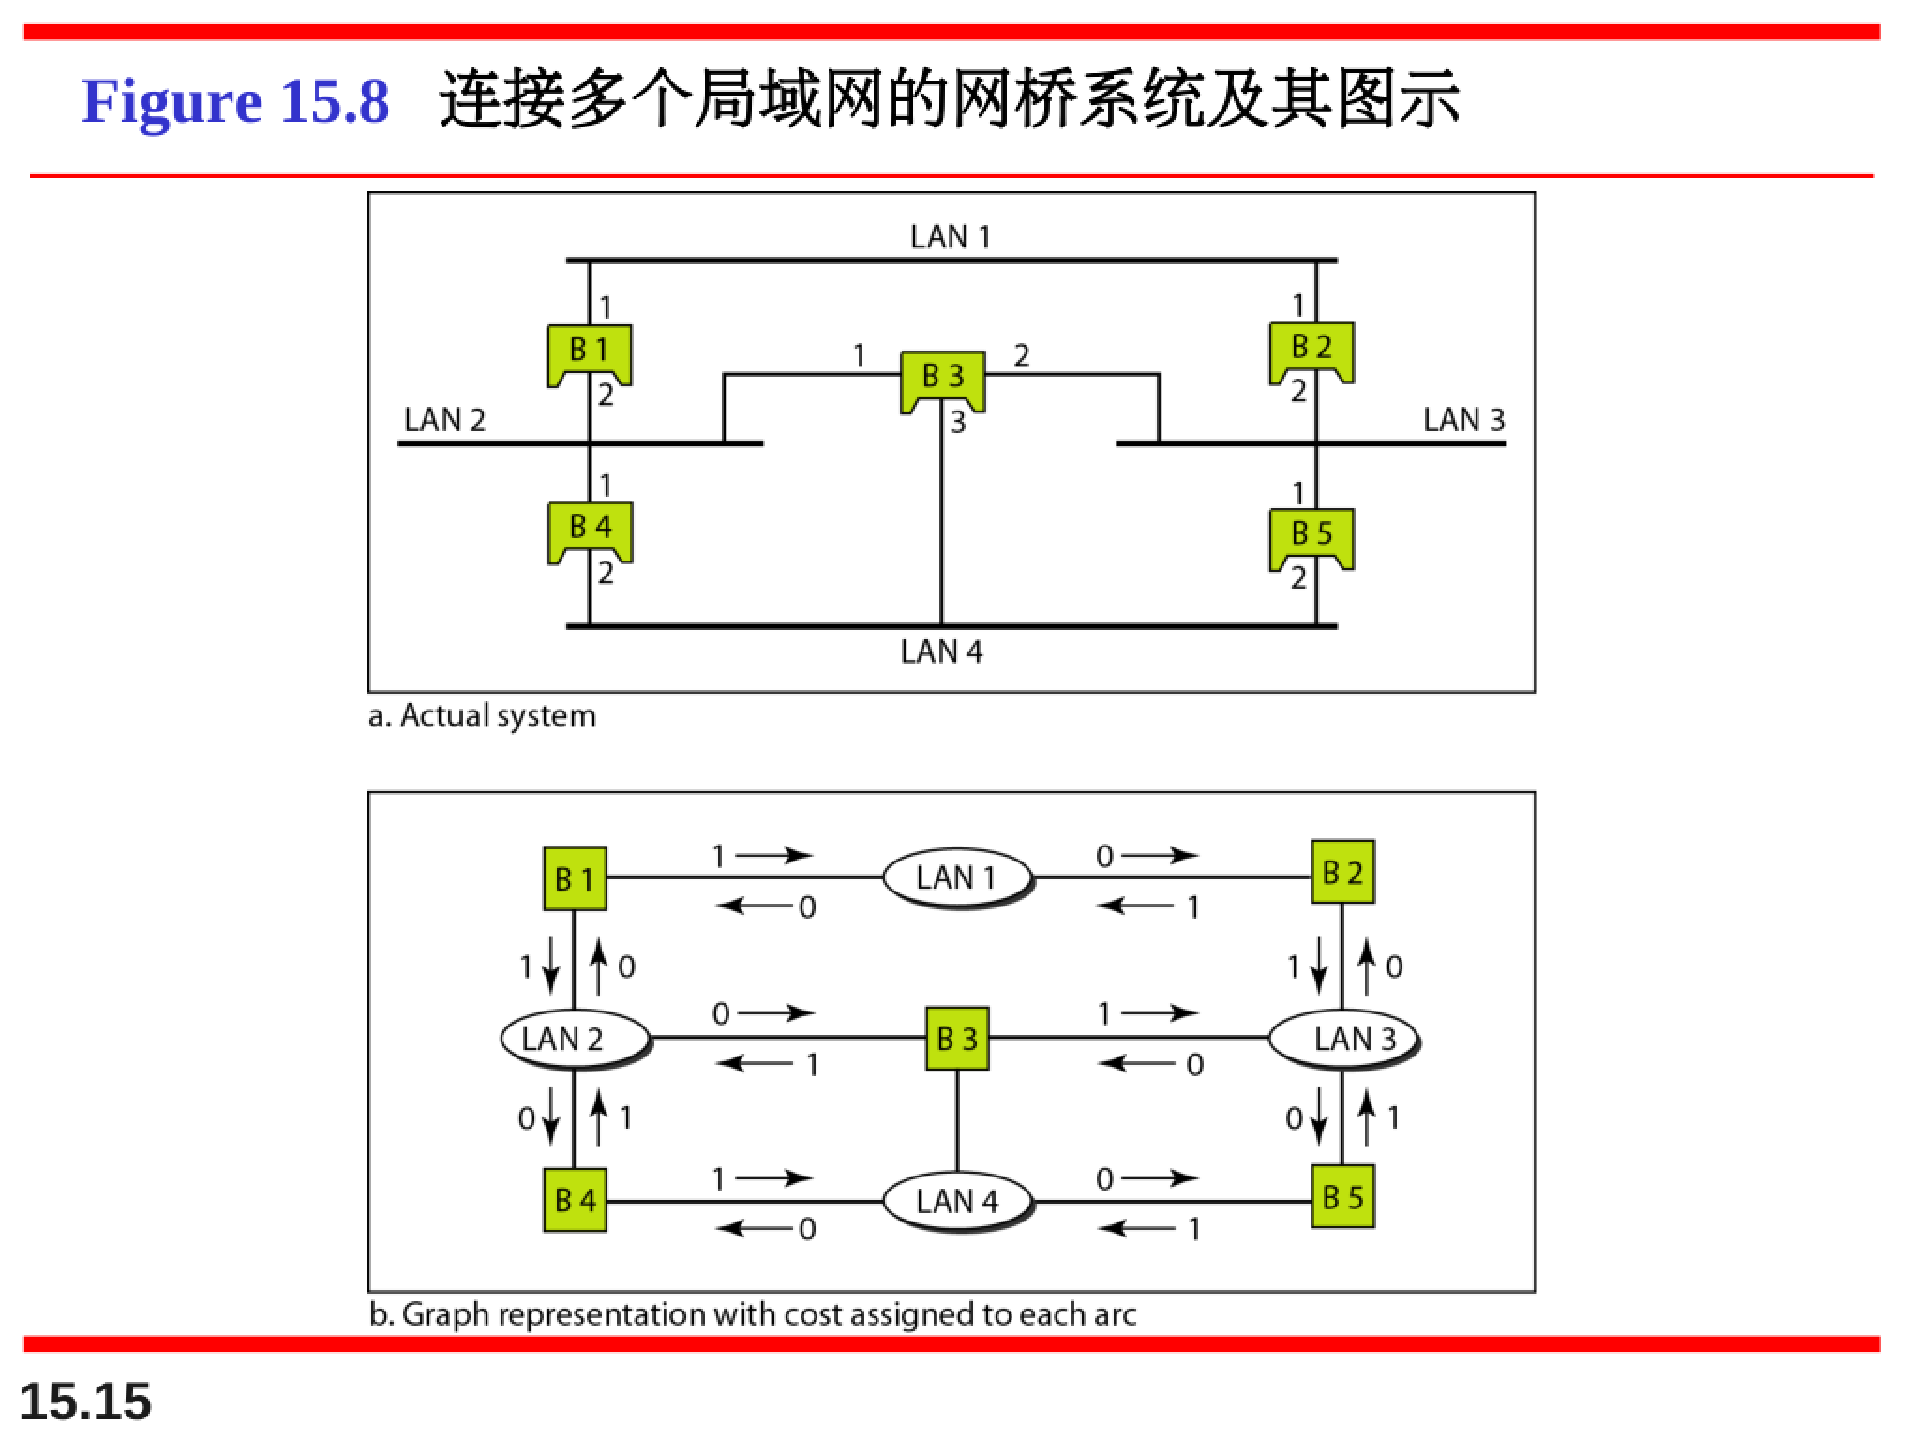 Figure 15.8 连接多个局域网的网桥系统及其图示
LAN 1
1 1
B 1 B 2
1 B 3 2
2 2
LAN 2 3 LAN 3
1 1
B 4 B 5
2 2
LAN 4
a. Actual system
1 0
B 1 LAN 1 B 2
0 1
1 0 1 0
0 1
LAN 2 B 3 LAN 3
1 0
0 1 0 1
1 0
B 4 LAN 4 B 5
0 1
b. Graph representation with cost assigned to each arc
15.15